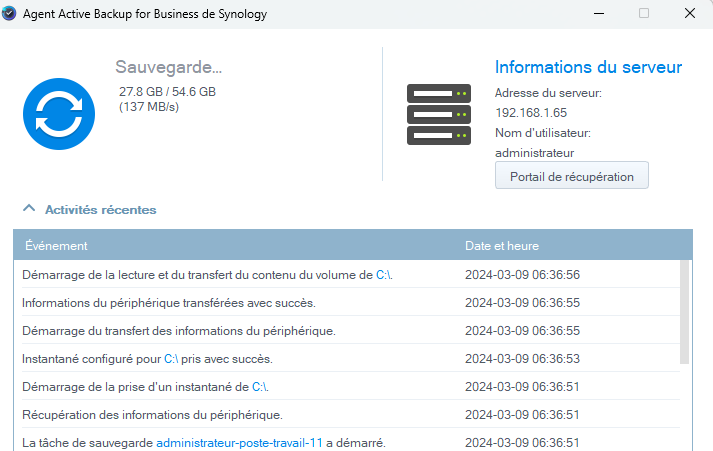 Agent Active Backup for Business de Synology
Sauvegarde...
27.8 GB / 54.6 GB
(137 MB/s)
Informations du serveur
Adresse du serveur:
192.168.1.65
Nom d'utilisateur:
administrateur
Portail de récupération
Activités récentes
Événement Date et heure
Démarrage de la lecture et du transfert du contenu du volume de C:\. 2024-03-09 06:36:56
Informations du périphérique transférées avec succès. 2024-03-09 06:36:55
Démarrage du transfert des informations du périphérique. 2024-03-09 06:36:55
Instantané configuré pour C:\ pris avec succès. 2024-03-09 06:36:53
Démarrage de la prise d'un instantané de C:\. 2024-03-09 06:36:51
Récupération des informations du périphérique. 2024-03-09 06:36:51
La tâche de sauvegarde administrateur-poste-travail-11 a démarré. 2024-03-09 06:36:51